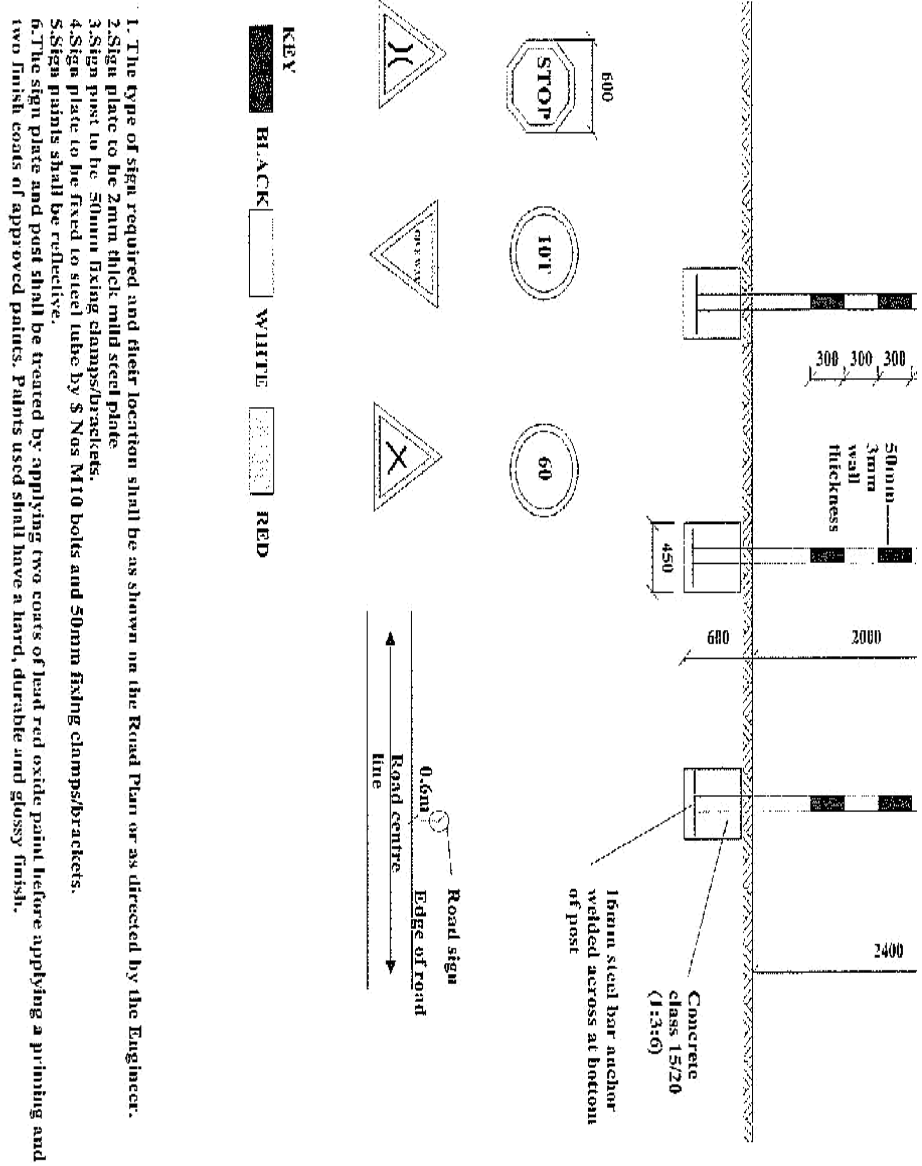 300 300 300
50mm
3mm
wall
thickness
2000
2400
600
450
Concrete
class 15/20
(1:3:6)
16mm steel bar anchor
welded across at bottom
of post
600
STOP
10T
60
GIVE WAY
Road sign
0.6m
Edge of road
Road centre
line
KEY
BLACK
WHITE
RED
1. The type of sign required and their location shall be as shown on the Road Plan or as directed by the Engineer.
2.Sign plate to be 2mm thick mild steel plate
3.Sign post to be 50mm fixing clamps/brackets.
4.Sign plate to be fixed to steel tube by $ Nos M10 bolts and 50mm fixing clamps/brackets.
5.Sign paints shall be reflective.
6.The sign plate and post shall be treated by applying two coats of lead red oxide paint before applying a priming and
two finish coats of approved paints. Paints used shall have a hard, durable and glossy finish.